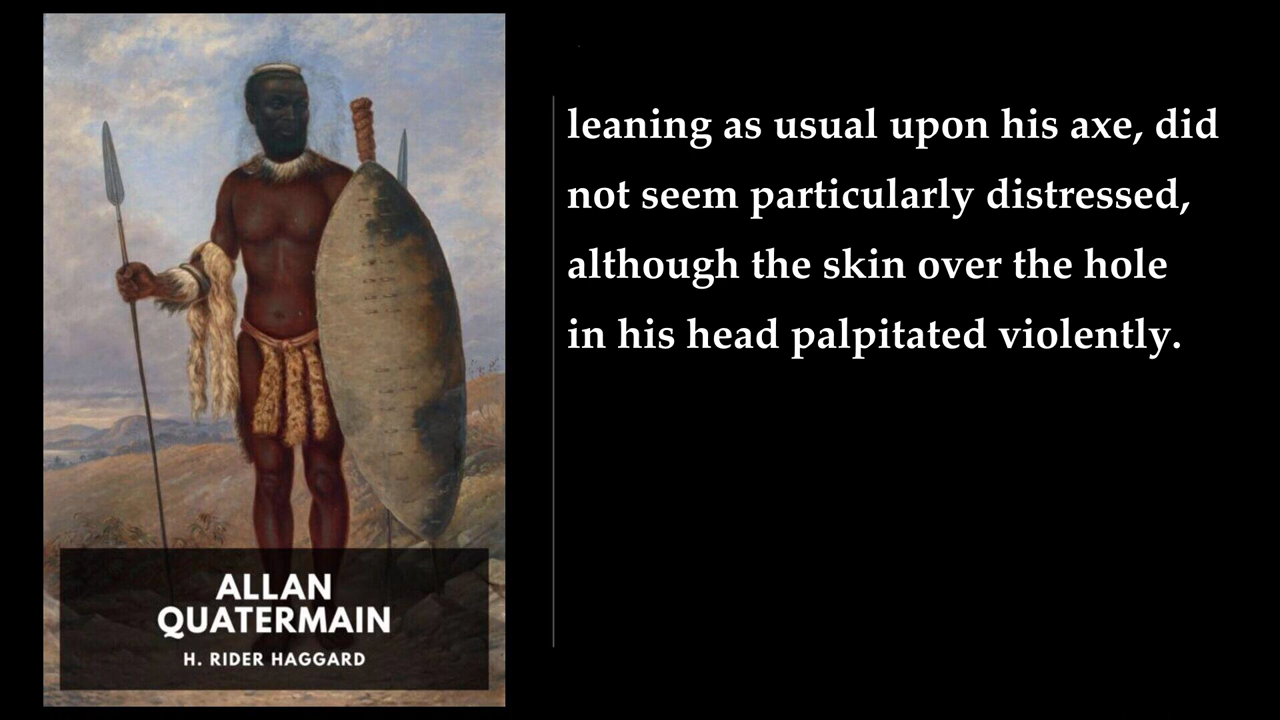 leaning as usual upon his axe, did
not seem particularly distressed,
although the skin over the hole
in his head palpitated violently.
ALLAN
QUATERMAIN
H. RIDER HAGGARD